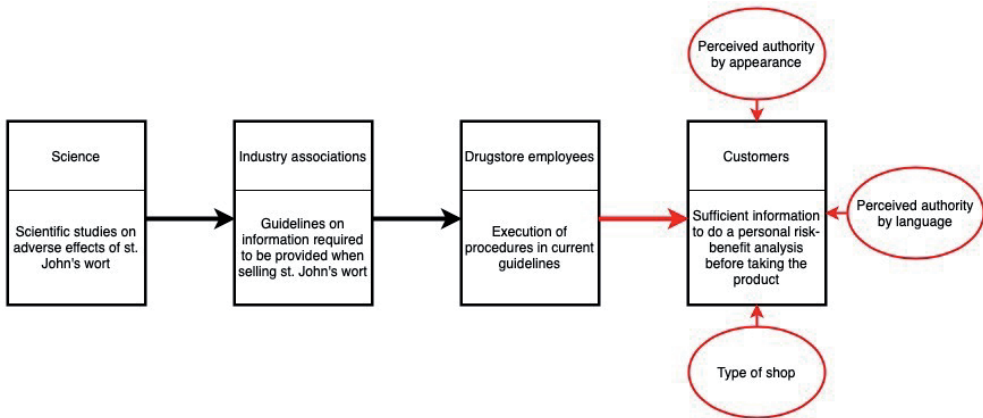 Perceived authority
by appearance
Science
Industry associations
Drugstore employees
Customers
Scientific studies on
adverse effects of st.
John's wort
Guidelines on
information required
to be provided when
selling st. John's wort
Execution of
procedures in current
guidelines
Sufficient information
to do a personal risk-
benefit analysis
before taking the
product
Perceived authority
by language
Type of shop